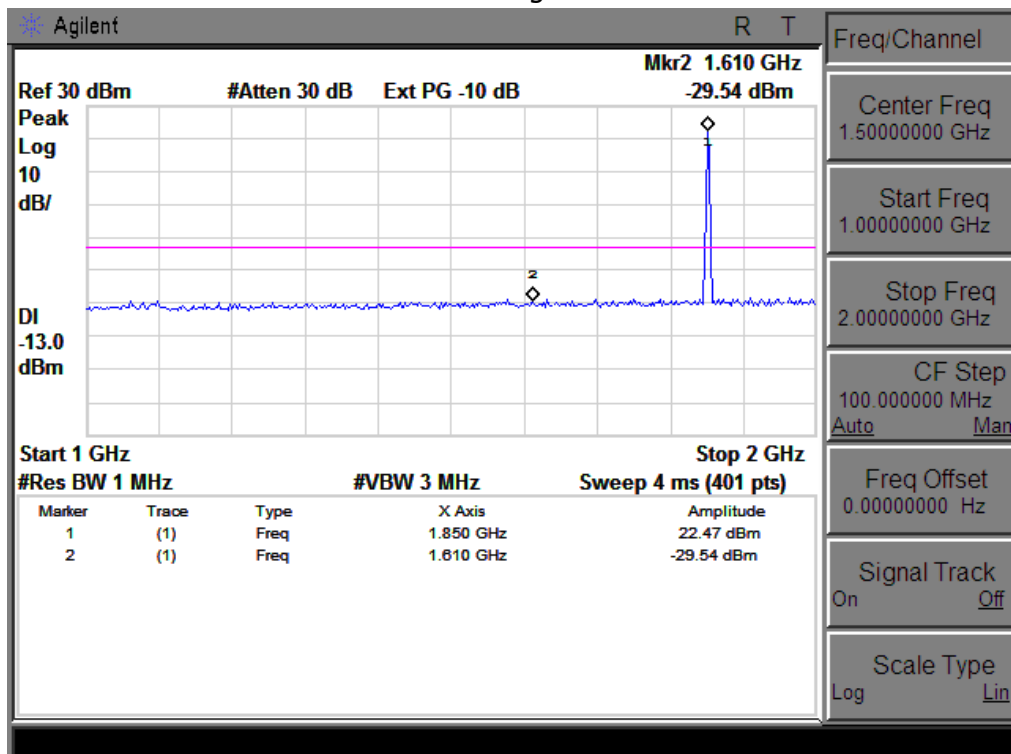 Agilent R T
Mkr2 1.610 GHz
Ref 30 dBm #Atten 30 dB Ext PG -10 dB -29.54 dBm
Peak
Log
10
dB/
1
2
DI
-13.0
dBm
Start 1 GHz Stop 2 GHz
#Res BW 1 MHz #VBW 3 MHz Sweep 4 ms (401 pts)
Marker Trace Type X Axis Amplitude
1 (1) Freq 1.850 GHz 22.47 dBm
2 (1) Freq 1.610 GHz -29.54 dBm
Freq/Channel
Center Freq
1.50000000 GHz
Start Freq
1.00000000 GHz
Stop Freq
2.00000000 GHz
CF Step
100.000000 MHz
Auto Man
Freq Offset
0.00000000 Hz
Signal Track
On Off
Scale Type
Log Lin